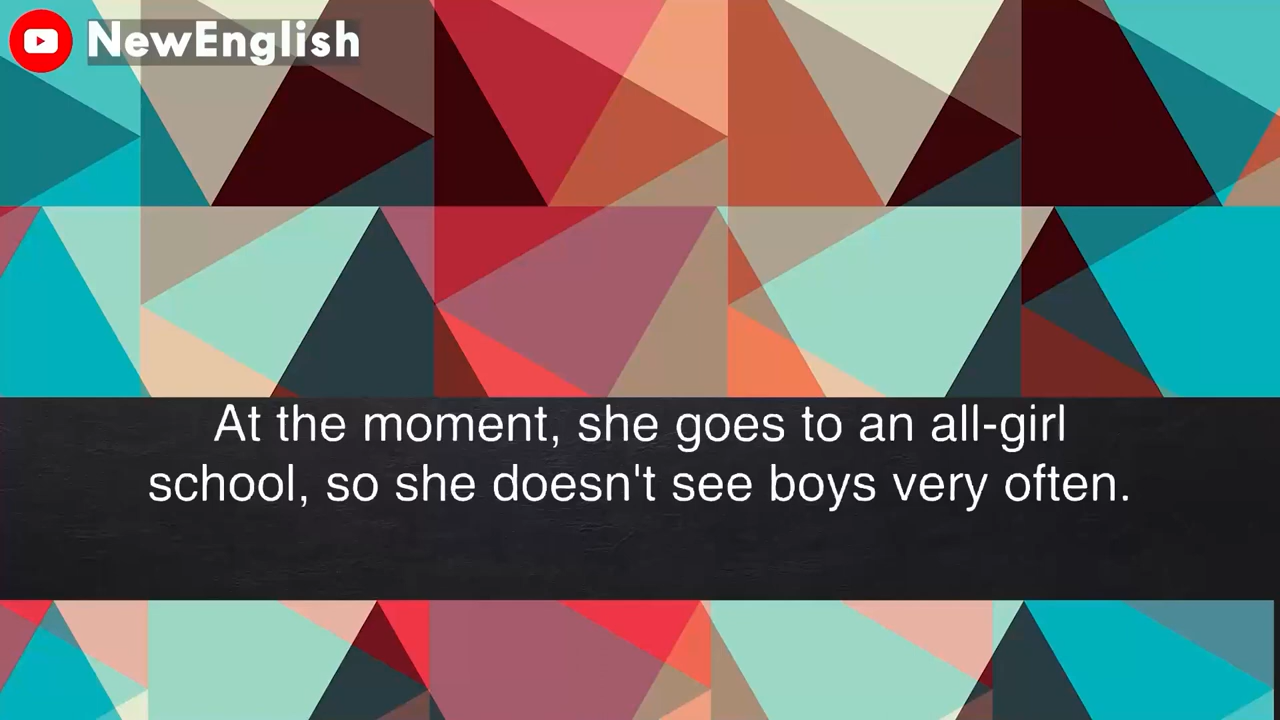 NewEnglish
At the moment, she goes to an all-girl
school, so she doesn't see boys very often.